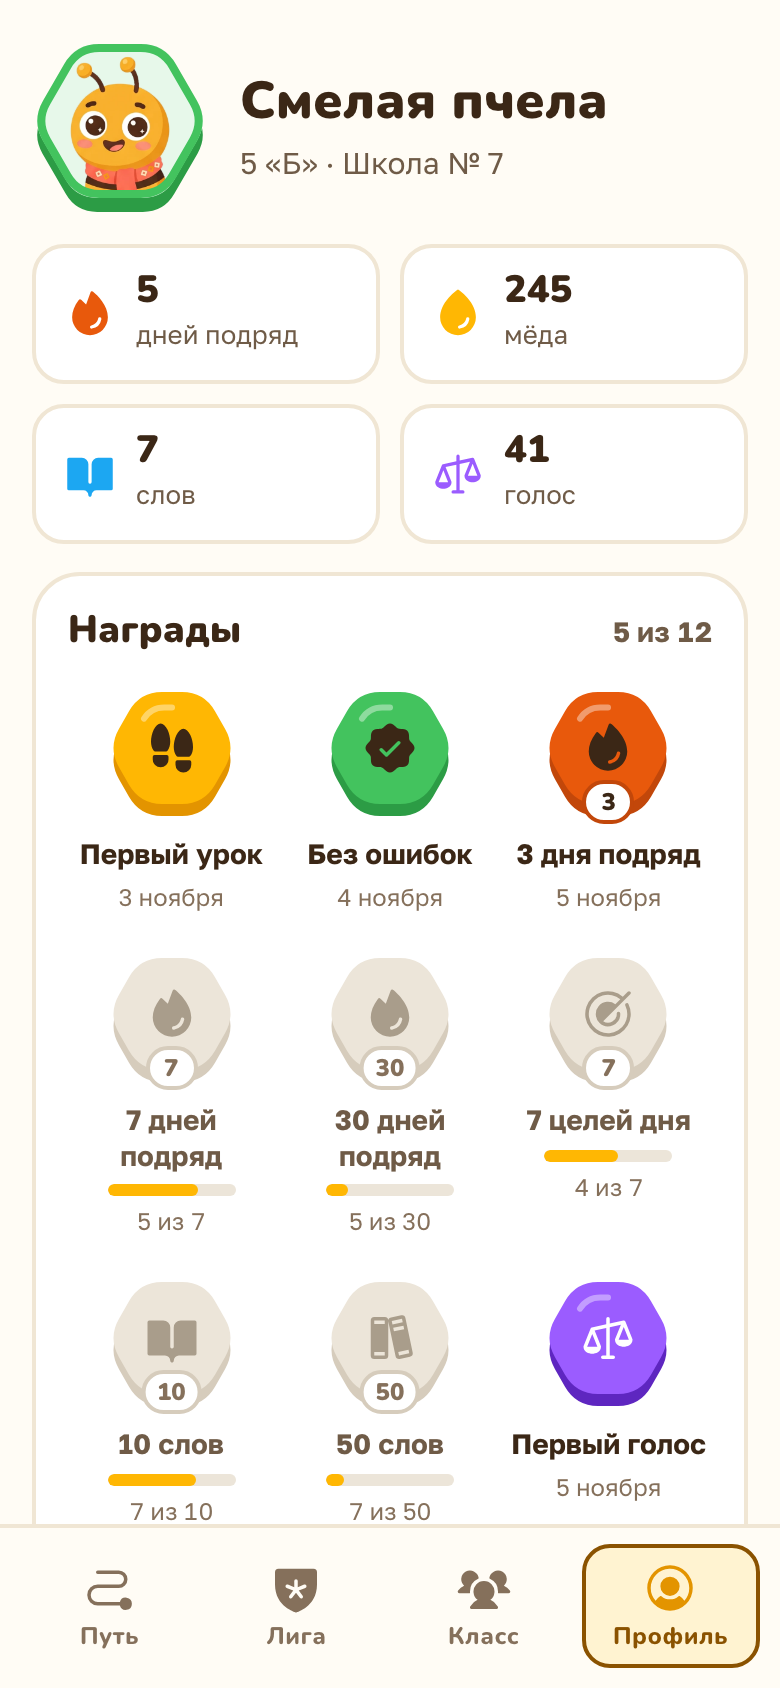 Смелая пчела
5 «Б» · Школа № 7
5
дней подряд
245
мёда
7
слов
41
голос
Награды
5 из 12
3
Первый урок
Без ошибок
3 дня подряд
3 ноября
4 ноября
5 ноября
7
30
7
7 дней
подряд
30 дней
подряд
7 целей дня
5 из 7
5 из 30
4 из 7
10
50
10 слов
50 слов
Первый голос
7 из 10
7 из 50
5 ноября
Путь
Лига
Класс
Профиль